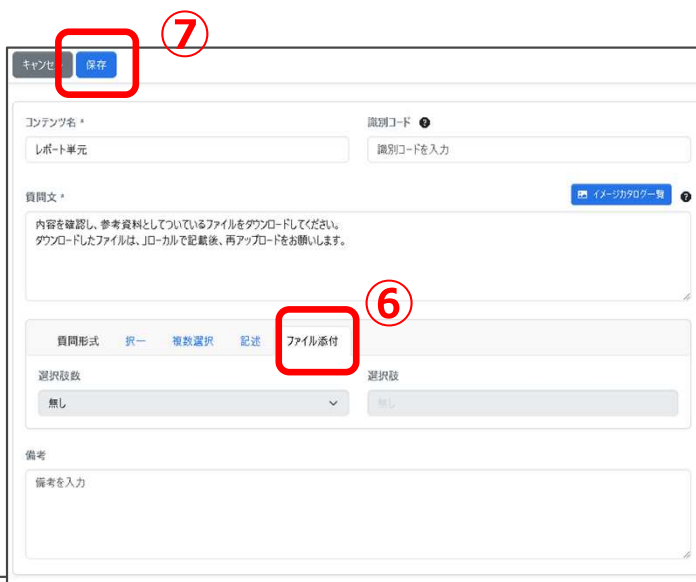 ⑦
キャンセ 保存
コンテンツ名 *
識別コード ?
レポート単元
識別コードを入力
質問文 *
イメージカタログ一覧 ?
内容を確認し、参考資料としてついているファイルをダウンロードしてください。
ダウンロードしたファイルは、Jローカルで記載後、再アップロードをお願いします。
⑥
質問形式 択一 複数選択 記述 ファイル添付
選択肢数
選択肢
無し
無し
備考
備考を入力